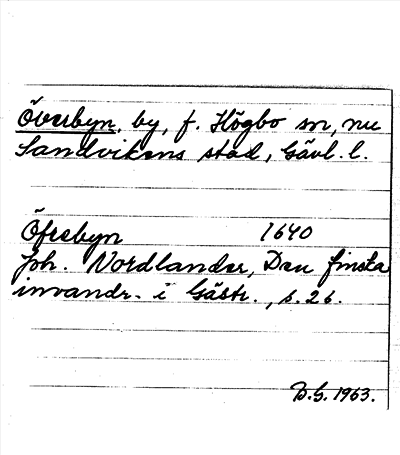 Överbyn, by, f. Högbo sn, nu
Sandvikens stad, Gävl. l.
Öfrebyn 1640
Joh. Nordlander, Den finska
invandr. i Gästr., s. 26.
B.G. 1963.